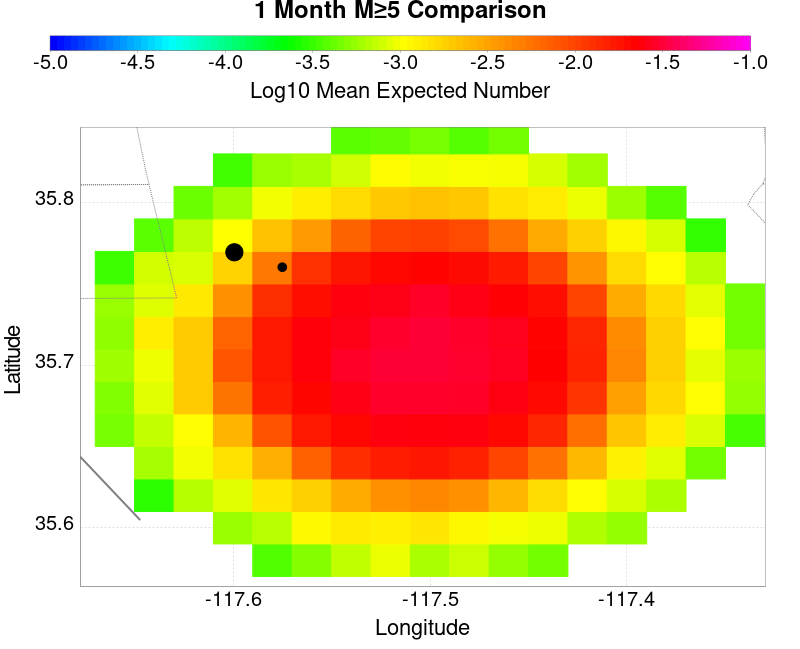 1 Month M≥5 Comparison
-5.0 -4.5 -4.0 -3.5 -3.0 -2.5 -2.0 -1.5 -1.0
Log10 Mean Expected Number
35.8
35.7
35.6
Latitude
-117.6 -117.5 -117.4
Longitude